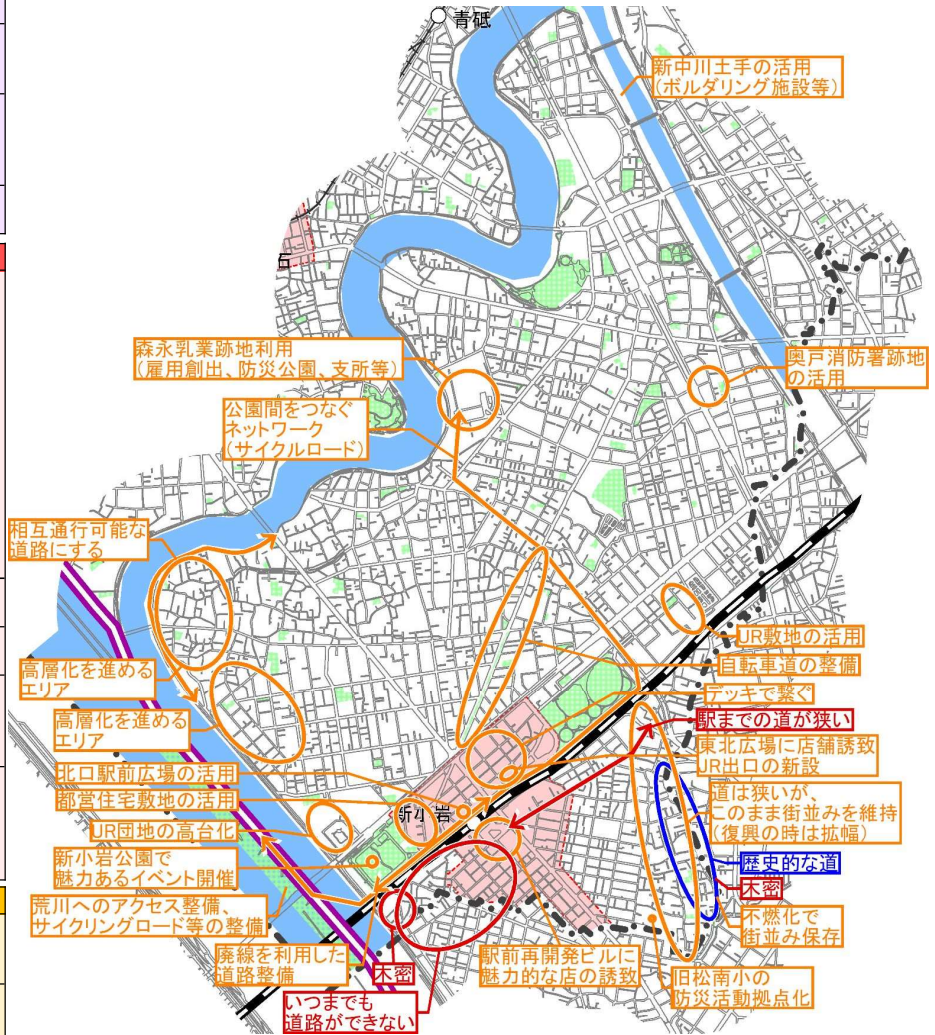 青砥
新中川土手の活用
(ボルダリング施設等)
石
森永乳業跡地利用
(雇用創出、防災公園、支所等)
奥戸消防署跡地
の活用
公園間をつなぐ
ネットワーク
(サイクルロード)
相互通行可能な
道路にする
UR敷地の活用
自転車道の整備
高層化を進める
エリア
デッキで繋ぐ
高層化を進める
エリア
駅までの道が狭い
東北広場に店舗誘致
JR出口の新設
北口駅前広場の活用
都営住宅敷地の活用
新小岩
道は狭いが、
このまま街並みを維持
(復興の時は拡幅)
UR団地の高台化
新小岩公園で
魅力あるイベント開催
歴史的な道
木密
荒川へのアクセス整備、
サイクリングロード等の整備
不燃化で
街並み保存
廃線を利用した
道路整備
木密
駅前再開発ビルに
魅力的な店の誘致
旧松南小の
防災活動拠点化
いつまでも
道路ができない